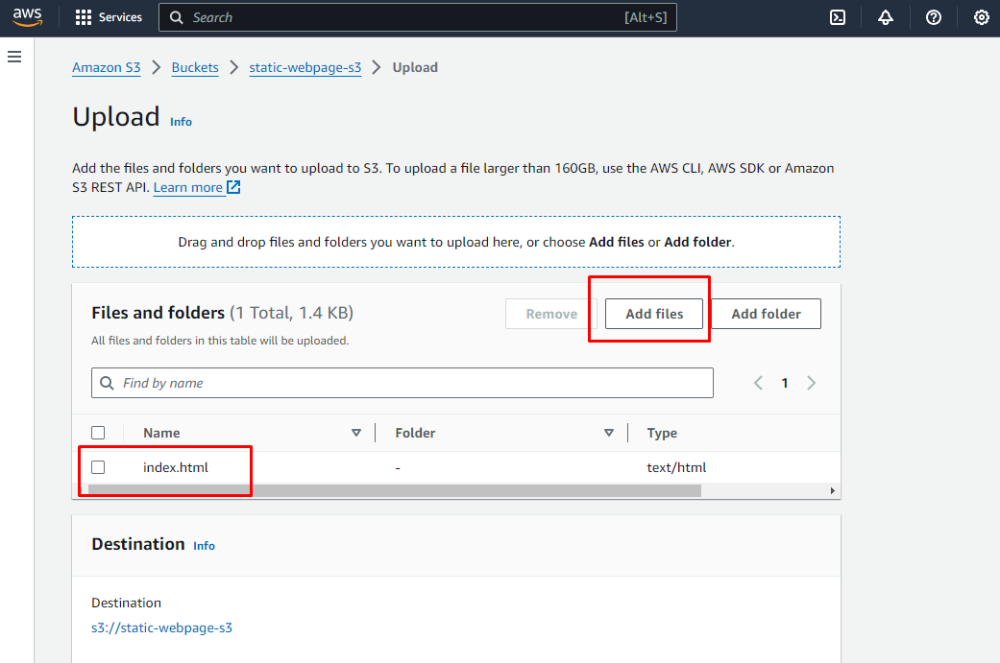 aws Services Search [Alt+S]
Amazon S3 Buckets static-webpage-s3 Upload
Upload Info
Add the files and folders you want to upload to S3. To upload a file larger than 160GB, use the AWS CLI, AWS SDK or Amazon
S3 REST API. Learn more
Drag and drop files and folders you want to upload here, or choose Add files or Add folder.
Files and folders (1 Total, 1.4 KB) Remove Add files Add folder
All files and folders in this table will be uploaded.
Find by name 1
Name Folder Type
index.html - text/html
Destination Info
Destination
s3://static-webpage-s3